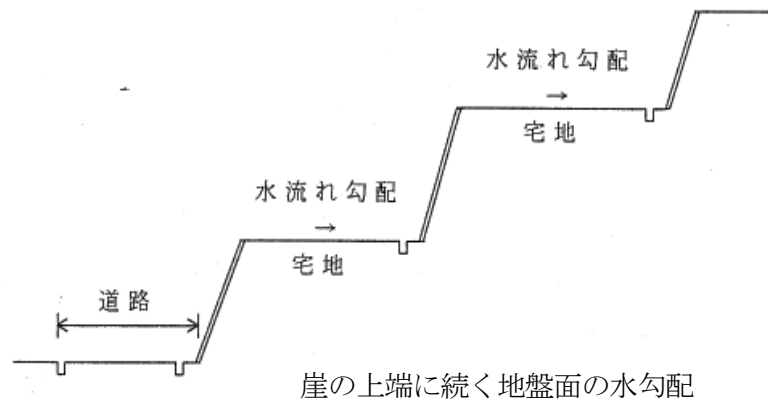 水流れ勾配
→
宅地
水流れ勾配
→
宅地
道路
崖の上端に続く地盤面の水勾配